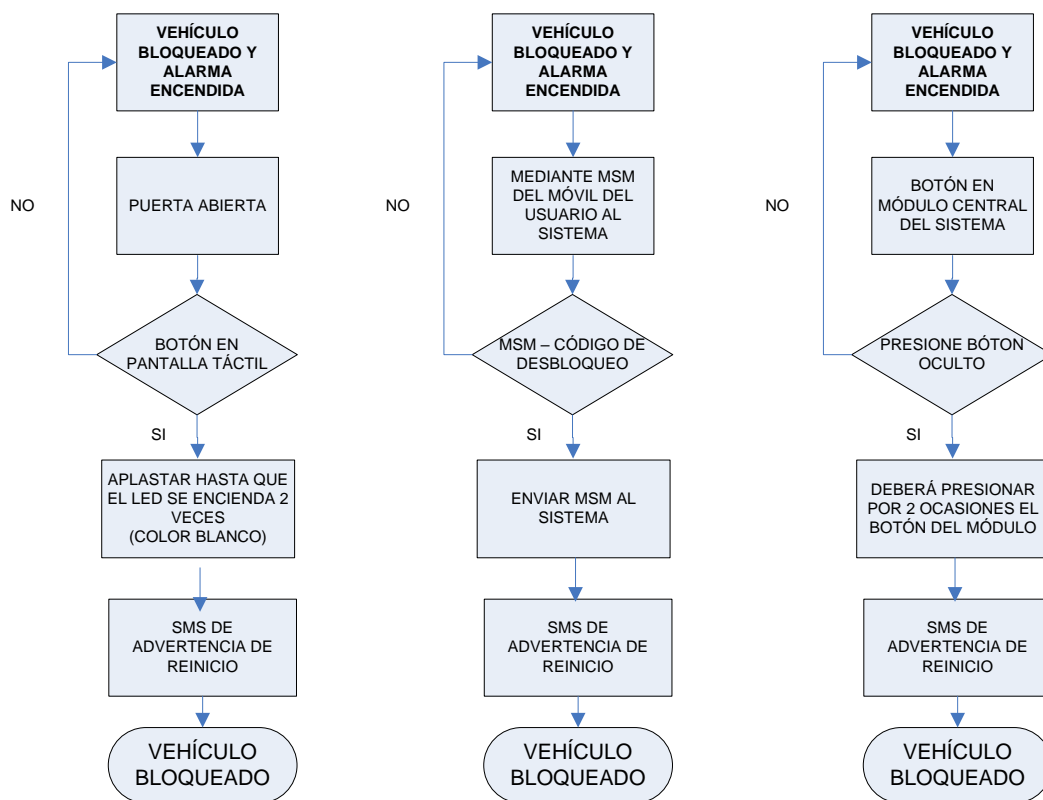 VEHÍCULO
BLOQUEADO Y
ALARMA
ENCENDIDA
PUERTA ABIERTA
NO
BOTÓN EN
PANTALLA TÁCTIL
SI
APLASTAR HASTA QUE
EL LED SE ENCIENDA 2
VECES
(COLOR BLANCO)
SMS DE
ADVERTENCIA DE
REINICIO
VEHÍCULO
BLOQUEADO
VEHÍCULO
BLOQUEADO Y
ALARMA
ENCENDIDA
MEDIANTE MSM
DEL MÓVIL DEL
USUARIO AL
SISTEMA
NO
MSM – CÓDIGO DE
DESBLOQUEO
SI
ENVIAR MSM AL
SISTEMA
SMS DE
ADVERTENCIA DE
REINICIO
VEHÍCULO
BLOQUEADO
VEHÍCULO
BLOQUEADO Y
ALARMA
ENCENDIDA
BOTÓN EN
MÓDULO CENTRAL
DEL SISTEMA
NO
PRESIONE BÓTON
OCULTO
SI
DEBERÁ PRESIONAR
POR 2 OCASIONES EL
BOTÓN DEL MÓDULO
SMS DE
ADVERTENCIA DE
REINICIO
VEHÍCULO
BLOQUEADO